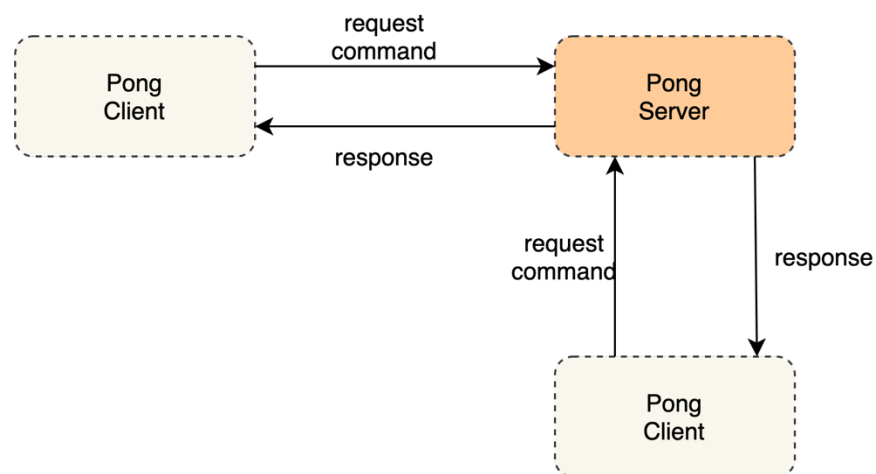 request
command
Pong
Client
Pong
Server
response
request
command
response
Pong
Client